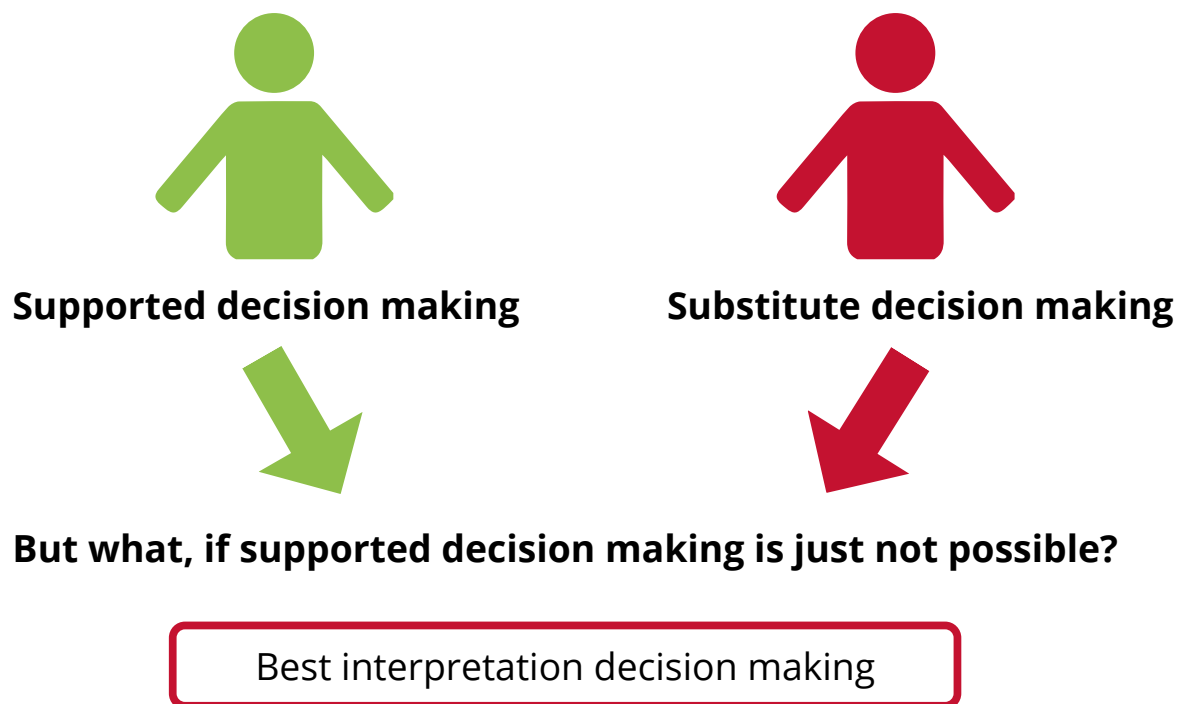 Supported decision making
Substitute decision making
But what, if supported decision making is just not possible?
Best interpretation decision making